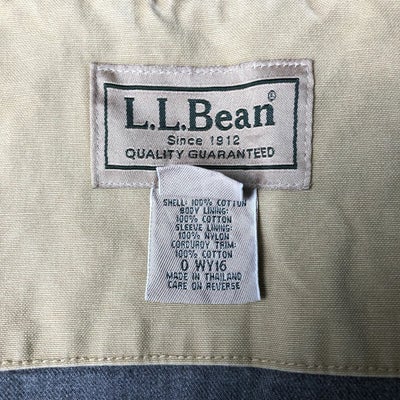 L.L.Bean®
Since 1912
QUALITY GUARANTEED
SHELL: 100% COTTON
BODY LINING:
100% COTTON
SLEEVE LINING:
100% NYLON
CORDUROY TRIM:
100% COTTON
0 WY16
MADE IN THAILAND
CARE ON REVERSE